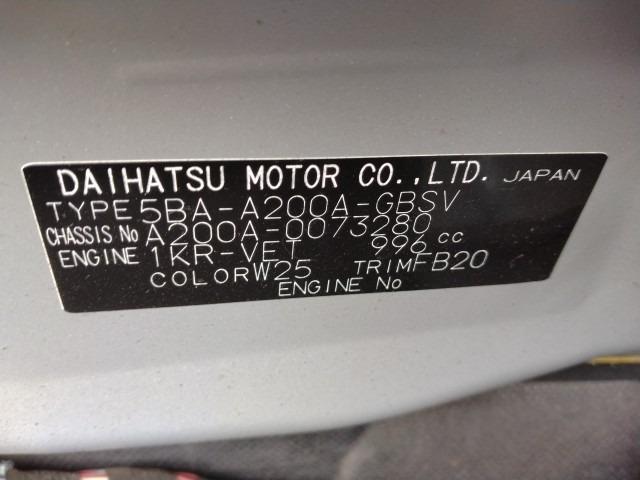 DAIHATSU MOTOR CO.,LTD. JAPAN
TYPE 5BA-A200A-GBSV
CHASSIS No A200A-0073280
ENGINE 1KR-VET 996 cc
COLOR W25 TRIM FB20
ENGINE No